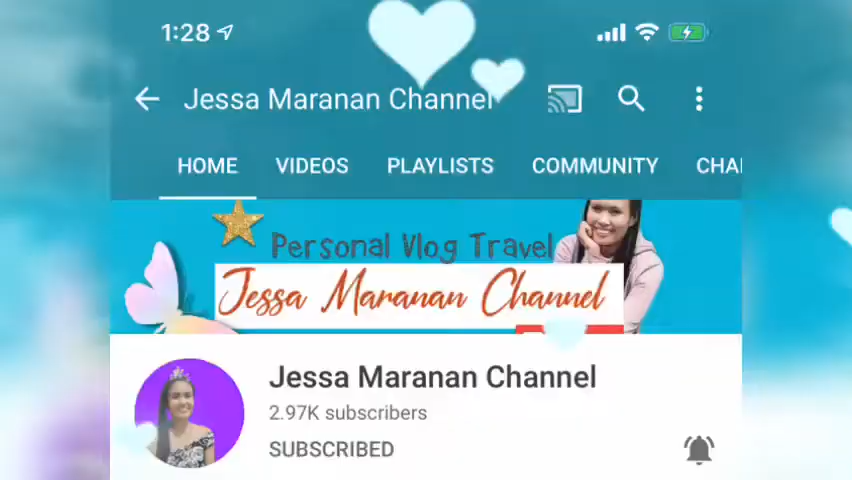 1:28
Jessa Maranan Channel
HOME VIDEOS PLAYLISTS COMMUNITY
Personal Vlog Travel
Jessa Maranan Channel
Jessa Maranan Channel
2.97K subscribers
SUBSCRIBED